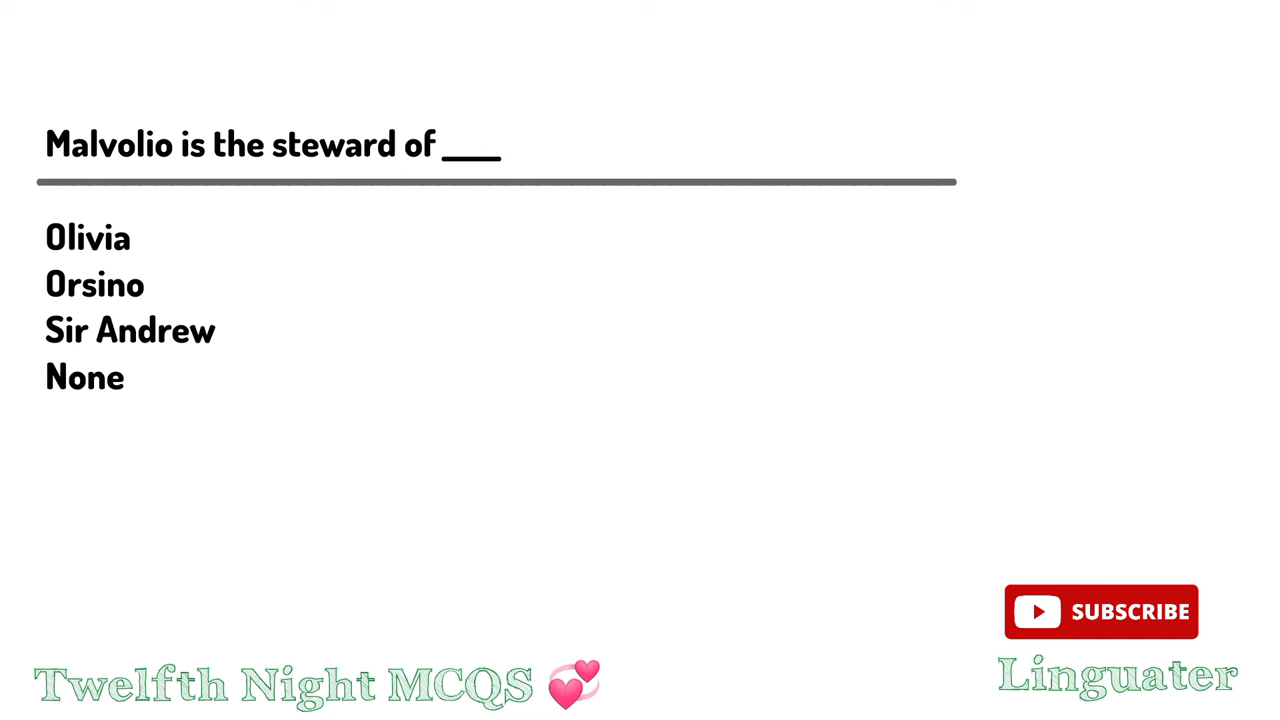 Malvolio is the steward of ____
Olivia
Orsino
Sir Andrew
None
SUBSCRIBE
Twelfth Night MCQS 💞
Linguater